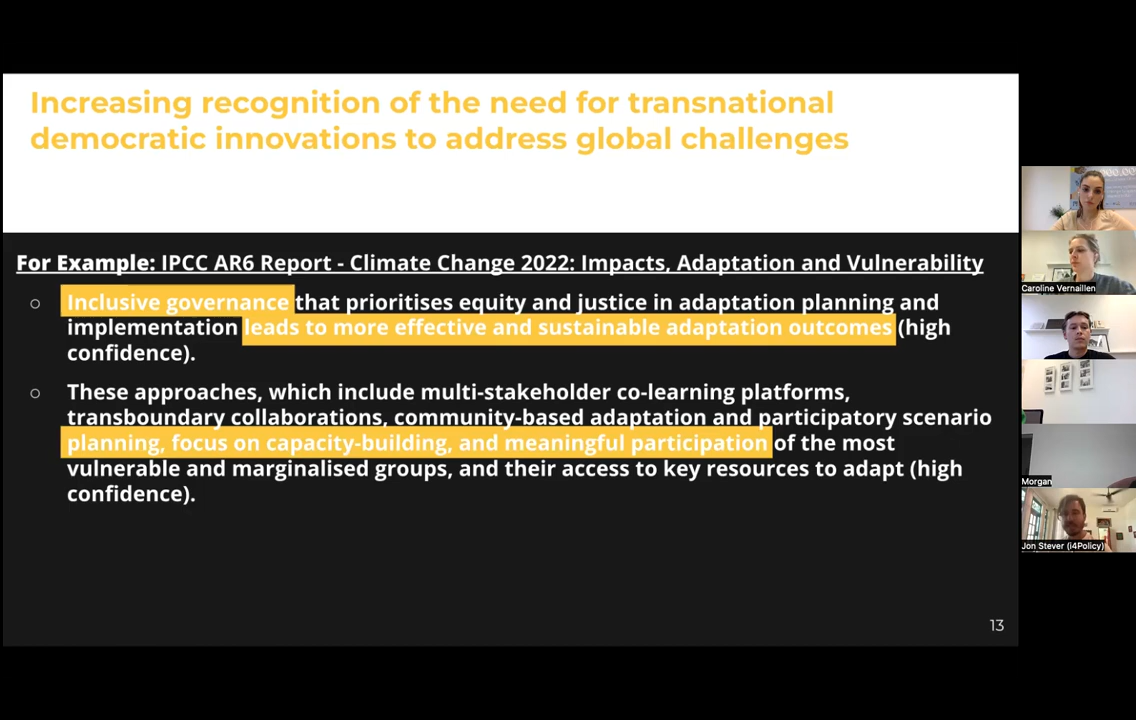 Increasing recognition of the need for transnational
democratic innovations to address global challenges
For Example: IPCC AR6 Report - Climate Change 2022: Impacts, Adaptation and Vulnerability
○ Inclusive governance that prioritises equity and justice in adaptation planning and
implementation leads to more effective and sustainable adaptation outcomes (high
confidence).
○ These approaches, which include multi-stakeholder co-learning platforms,
transboundary collaborations, community-based adaptation and participatory scenario
planning, focus on capacity-building, and meaningful participation of the most
vulnerable and marginalised groups, and their access to key resources to adapt (high
confidence).
13
Caroline Vernaillen
Morgan
Jon Stever (i4Policy)